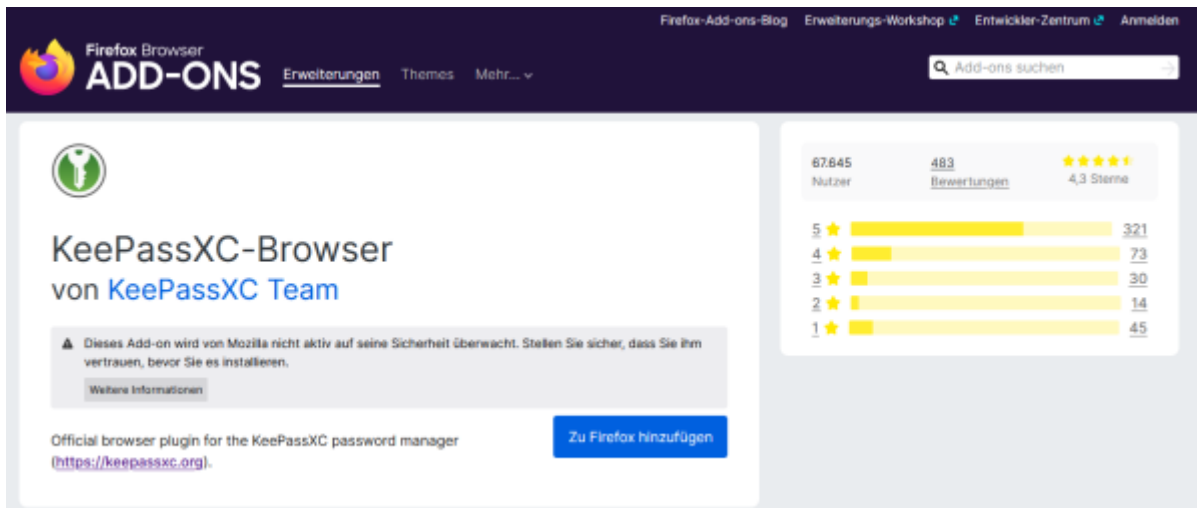 Firefox-Add-ons-Blog Erweiterungs-Workshop Entwickler-Zentrum Anmelden
Firefox Browser
ADD-ONS Erweiterungen Themes Mehr... Add-ons suchen
KeePassXC-Browser
von KeePassXC Team
Dieses Add-on wird von Mozilla nicht aktiv auf seine Sicherheit überwacht. Stellen Sie sicher, dass Sie ihm
vertrauen, bevor Sie es installieren.
Weitere Informationen
Official browser plugin for the KeePassXC password manager
(https://keepassxc.org).
Zu Firefox hinzufügen
67.645 483
Nutzer Bewertungen 4,3 Sterne
5 321
4 73
3 30
2 14
1 45